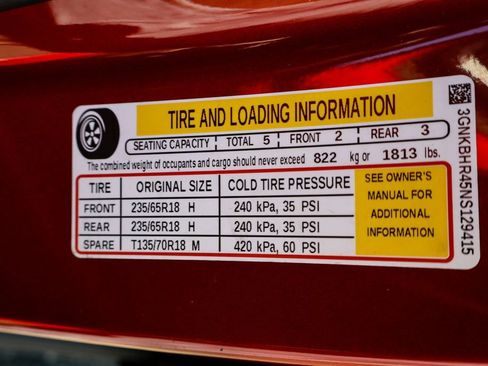 TIRE AND LOADING INFORMATION
SEATING CAPACITY TOTAL 5 FRONT 2 REAR 3
The combined weight of occupants and cargo should never exceed 822 kg or 1813 lbs.
TIRE ORIGINAL SIZE COLD TIRE PRESSURE
FRONT 235/65R18 H 240 kPa, 35 PSI
REAR 235/65R18 H 240 kPa, 35 PSI
SPARE T135/70R18 M 420 kPa, 60 PSI
SEE OWNER'S
MANUAL FOR
ADDITIONAL
INFORMATION
3GNKBHR45NS129415